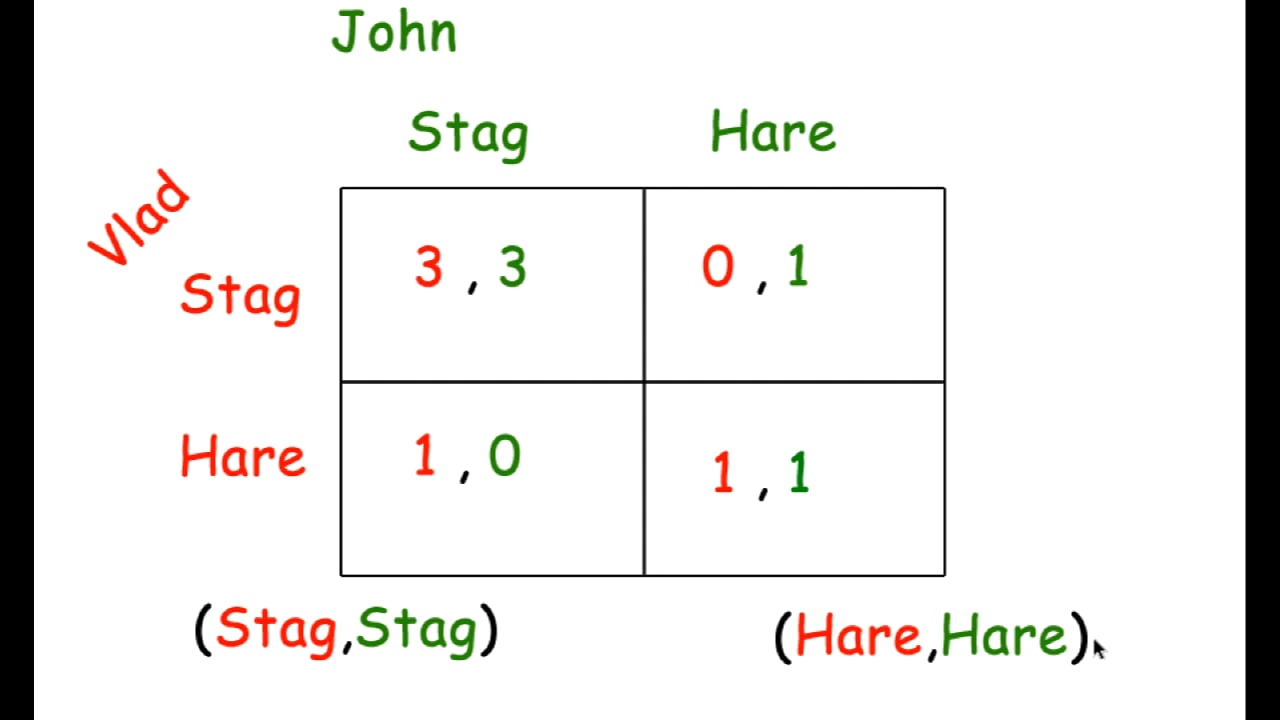 John
Stag Hare
Vlad
Stag 3 , 3 0 , 1
Hare 1 , 0 1 , 1
(Stag,Stag) (Hare,Hare)